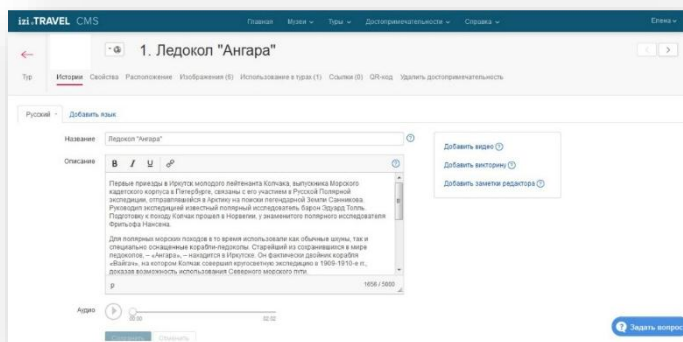 izi.TRAVEL CMS Главная Музеи Туры Достопримечательности Справка Елена
1. Ледокол "Ангара"
Тур Истории Свойства Расположение Изображения (6) Использование в турах (1) Ссылки (0) QR-код Удалить достопримечательность
Русский Добавить язык
Название Ледокол "Ангара"
Добавить видео
Описание B I U
Добавить викторину
Добавить заметки редактора
Первые приезды в Иркутск молодого лейтенанта Колчака, выпускника Морского
кадетского корпуса в Петербурге, связаны с его участием в Русской Полярной
экспедиции, отправлявшейся в Арктику на поиски легендарной Земли Санникова.
Руководил экспедицией известный полярный исследователь барон Эдуард Толль.
Подготовку к походу Колчак прошел в Норвегии, у знаменитого полярного исследователя
Фритьофа Нансена.
Для полярных морских походов в то время использовали как обычные шхуны, так и
специально оснащенные корабли-ледоколы. Старейший из сохранившихся в мире
ледоколов, – «Ангара», – находится в Иркутске. Он фактически двойник корабля
«Вайгач», на котором Колчак совершил кругосветную экспедицию в 1909-1910-е гг.,
доказав возможность использования Северного морского пути.
p 1656 / 5000
Аудио 00:00 02:02
Сохранить Отменить
Задать вопрос